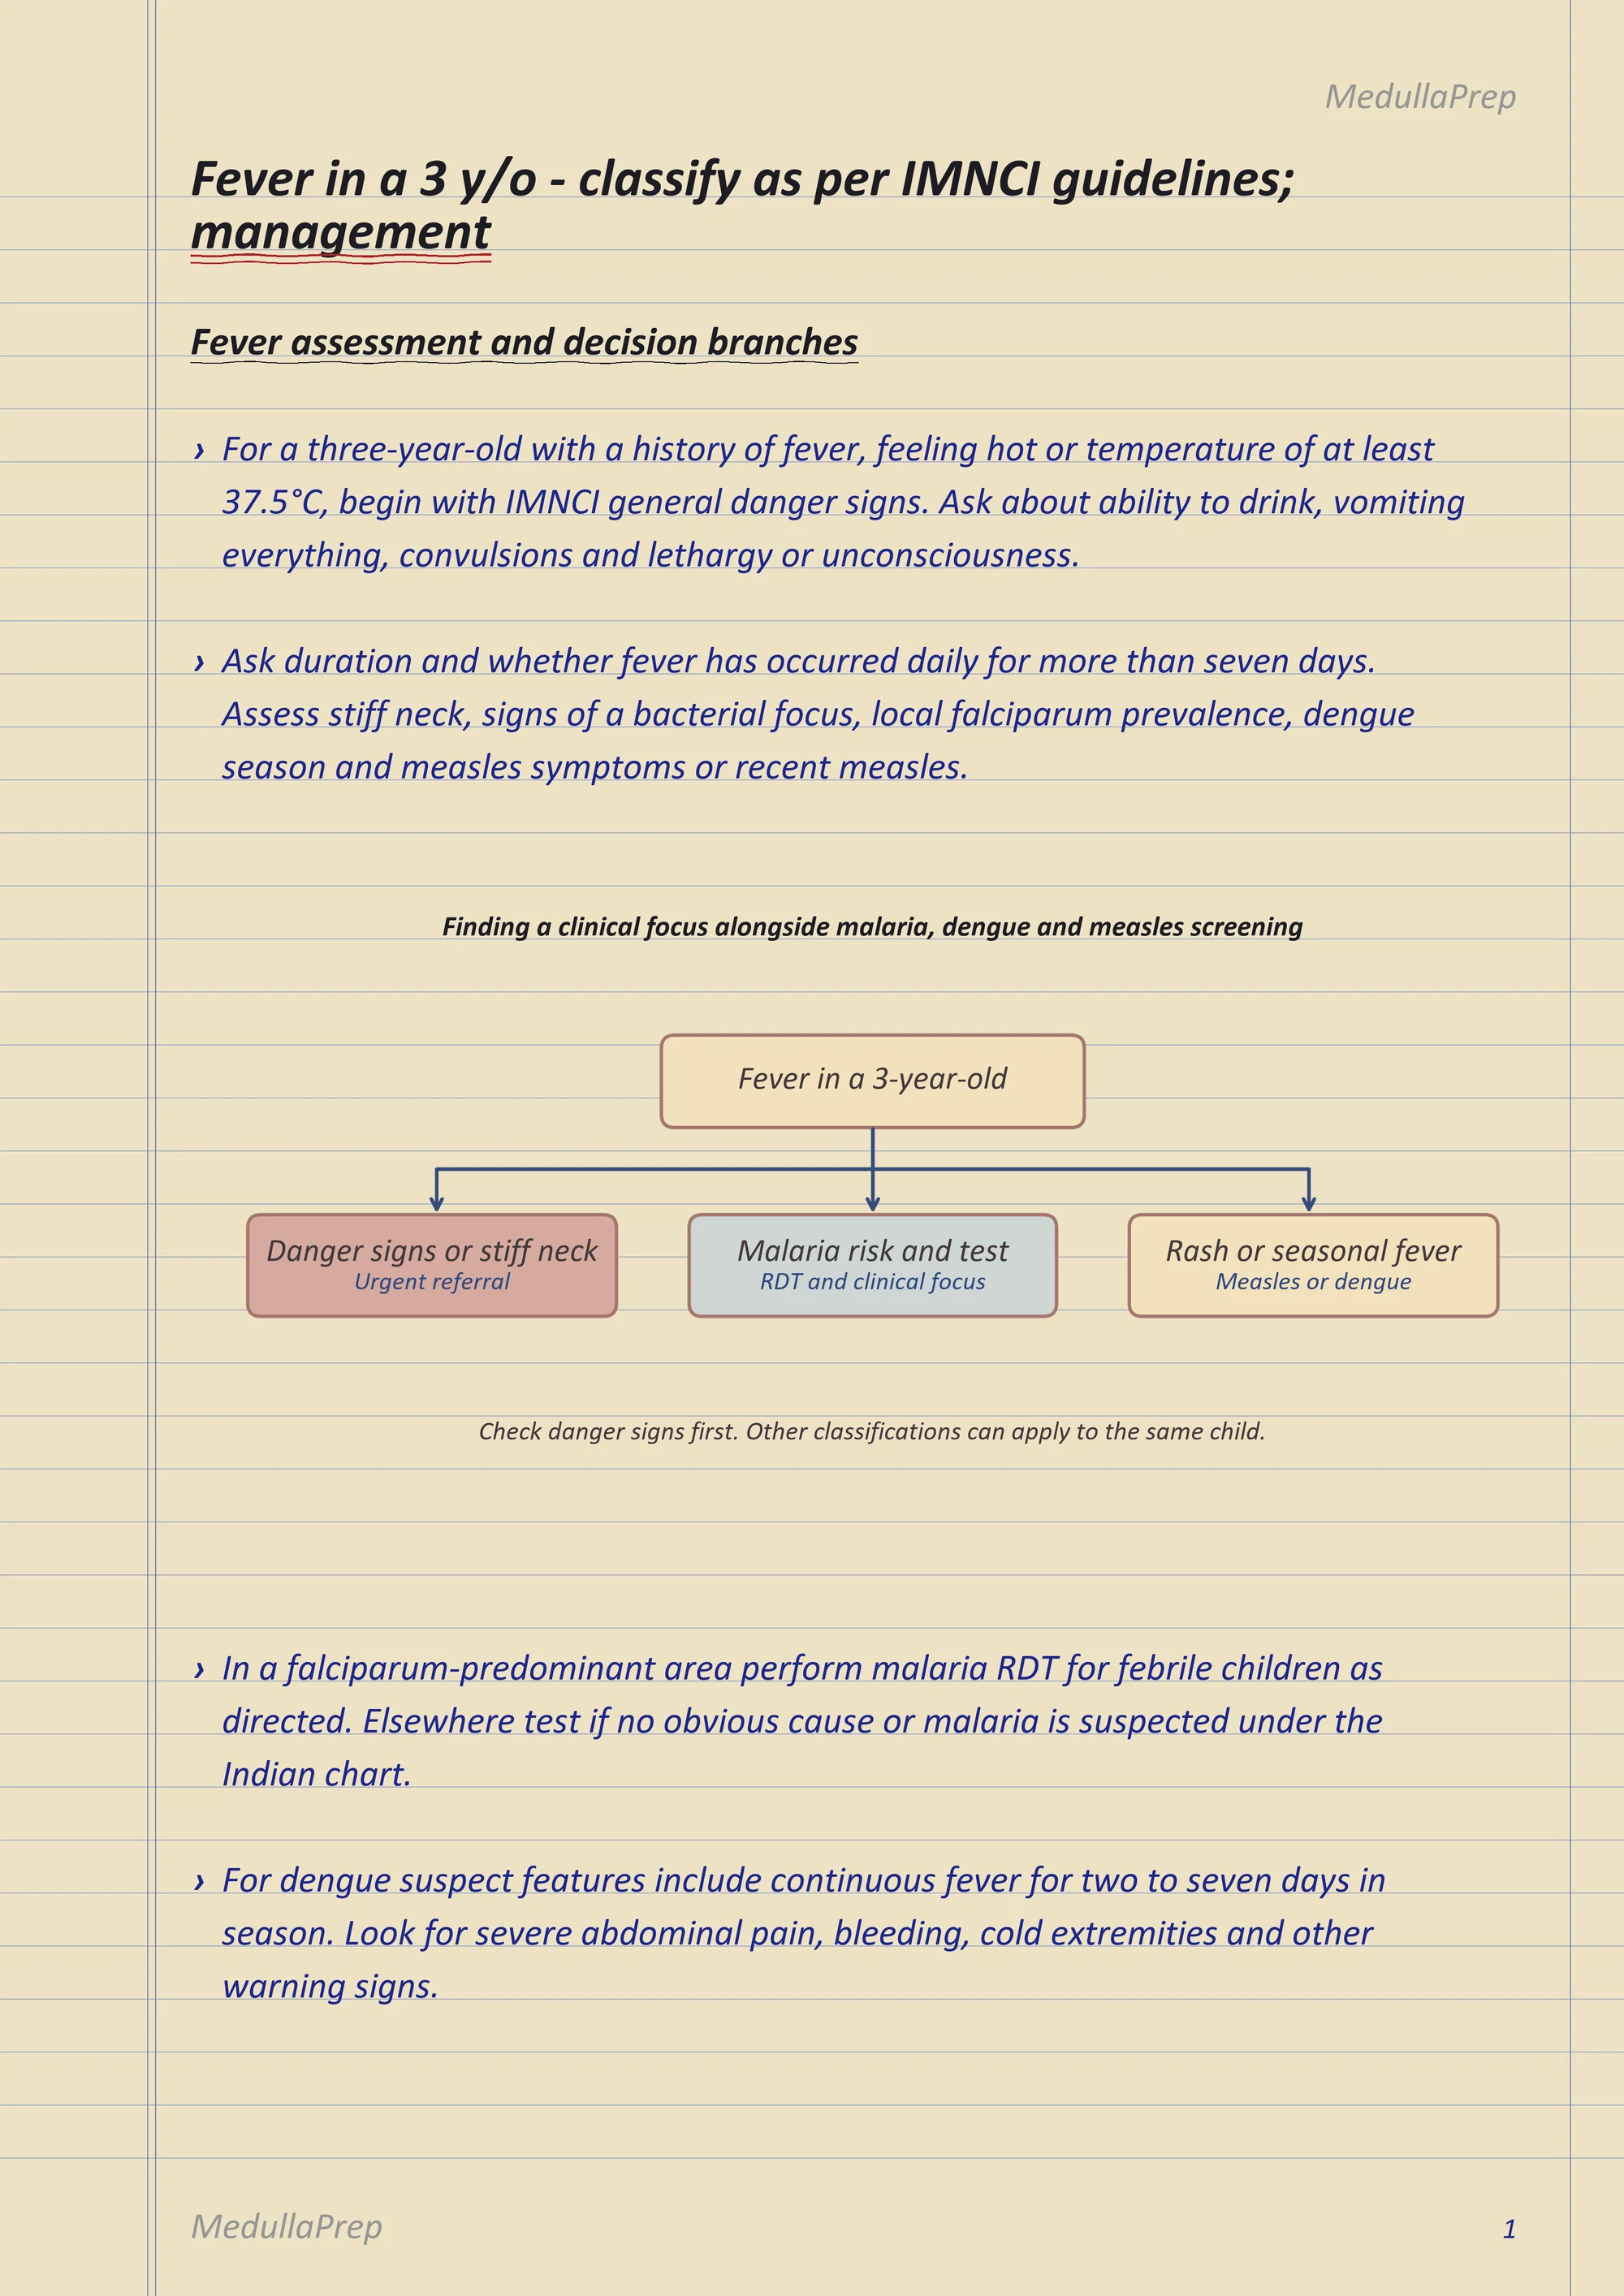 MedullaPrep
Fever in a 3 y/o - classify as per IMNCI guidelines;
management
Fever assessment and decision branches
› For a three-year-old with a history of fever, feeling hot or temperature of at least
37.5°C, begin with IMNCI general danger signs. Ask about ability to drink, vomiting
everything, convulsions and lethargy or unconsciousness.
› Ask duration and whether fever has occurred daily for more than seven days.
Assess stiff neck, signs of a bacterial focus, local falciparum prevalence, dengue
season and measles symptoms or recent measles.
Finding a clinical focus alongside malaria, dengue and measles screening
Fever in a 3-year-old
Danger signs or stiff neck
Urgent referral
Malaria risk and test
RDT and clinical focus
Rash or seasonal fever
Measles or dengue
Check danger signs first. Other classifications can apply to the same child.
› In a falciparum-predominant area perform malaria RDT for febrile children as
directed. Elsewhere test if no obvious cause or malaria is suspected under the
Indian chart.
› For dengue suspect features include continuous fever for two to seven days in
season. Look for severe abdominal pain, bleeding, cold extremities and other
warning signs.
MedullaPrep
1